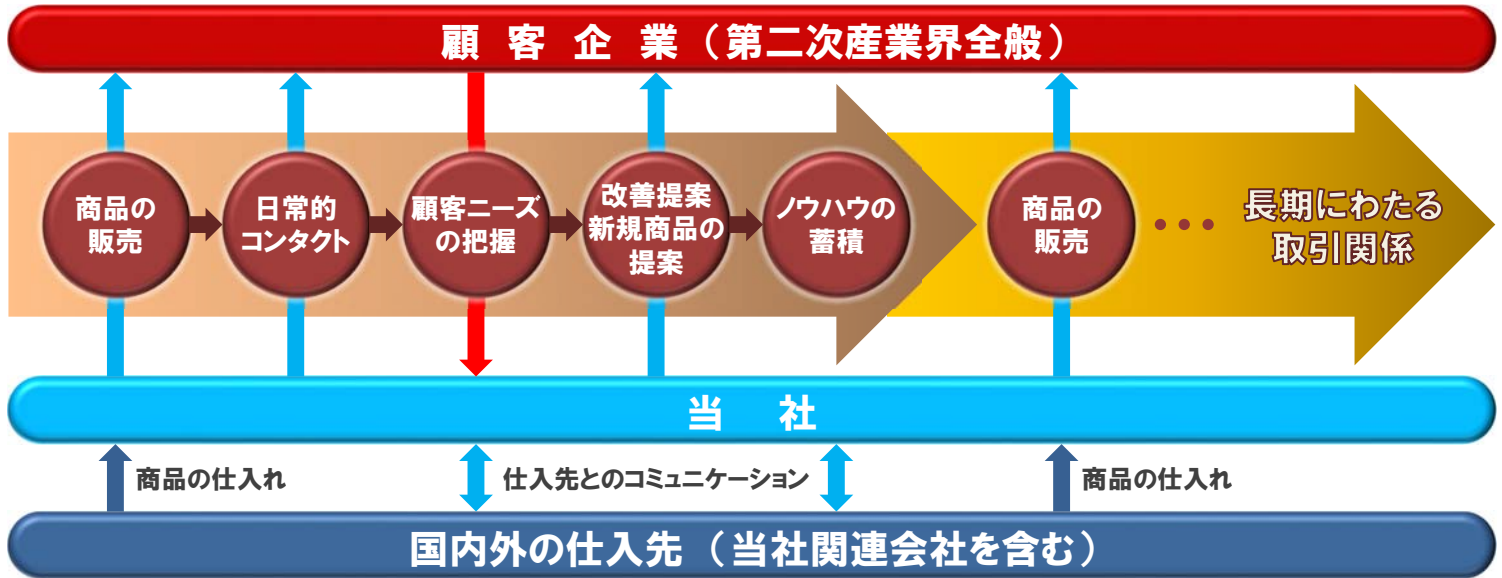 顧客企業（第二次産業界全般）
商品の
販売
日常的
コンタクト
顧客ニーズ
の把握
改善提案
新規商品の
提案
ノウハウの
蓄積
商品の
販売
・・・
長期にわたる
取引関係
当社
商品の仕入れ
仕入先とのコミュニケーション
商品の仕入れ
国内外の仕入先（当社関連会社を含む）